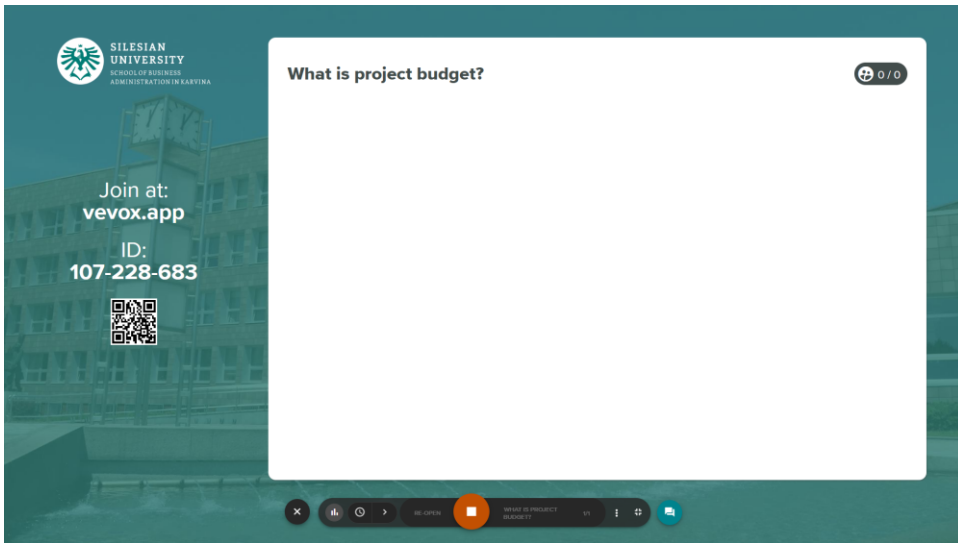 SILESIAN
UNIVERSITY
SCHOOL OF BUSINESS
ADMINISTRATION IN KARVINA
What is project budget?
0 / 0
Join at:
vevox.app
ID:
107-228-683
RE-OPEN
WHAT IS PROJECT
BUDGET?
1/1